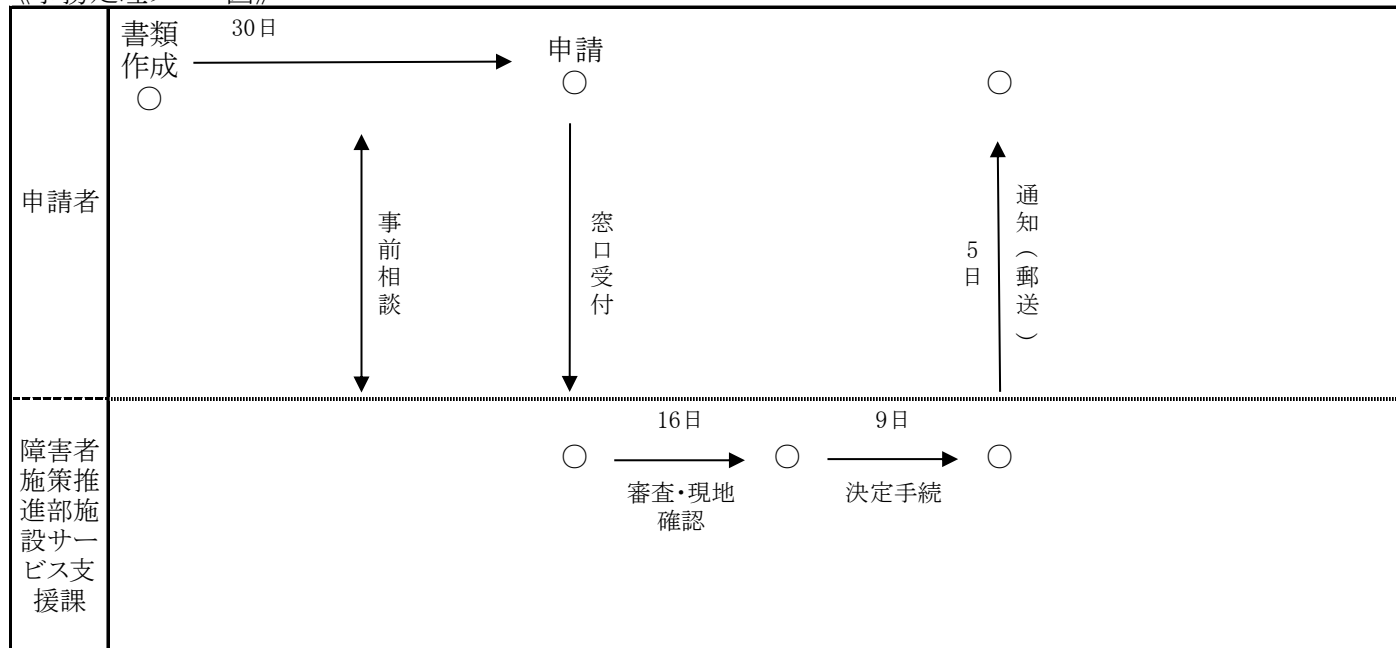 書類
作成
30日
申請
申請者
事前相談
窓口受付
5日
通知(郵送)
16日
9日
審査・現地
確認
決定手続
障害者
施策推
進部施
設サー
ビス支
援課